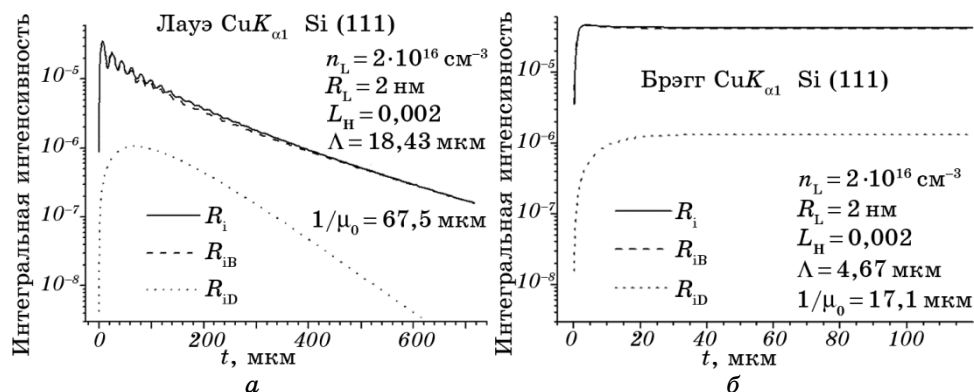 Лауэ CuKα1 Si (111)
nL = 2·10¹⁶ см⁻³
RL = 2 нм
LH = 0,002
Λ = 18,43 мкм
1/μ0 = 67,5 мкм
Интегральная интенсивность
10⁻⁵
10⁻⁶
10⁻⁷
10⁻⁸
Ri
RiB
RiD
0 200 400 600
t, мкм
а
Брэгг CuKα1 Si (111)
nL = 2·10¹⁶ см⁻³
RL = 2 нм
LH = 0,002
Λ = 4,67 мкм
1/μ0 = 17,1 мкм
Интегральная интенсивность
10⁻⁵
10⁻⁶
10⁻⁷
10⁻⁸
Ri
RiB
RiD
0 20 40 60 80 100
t, мкм
б